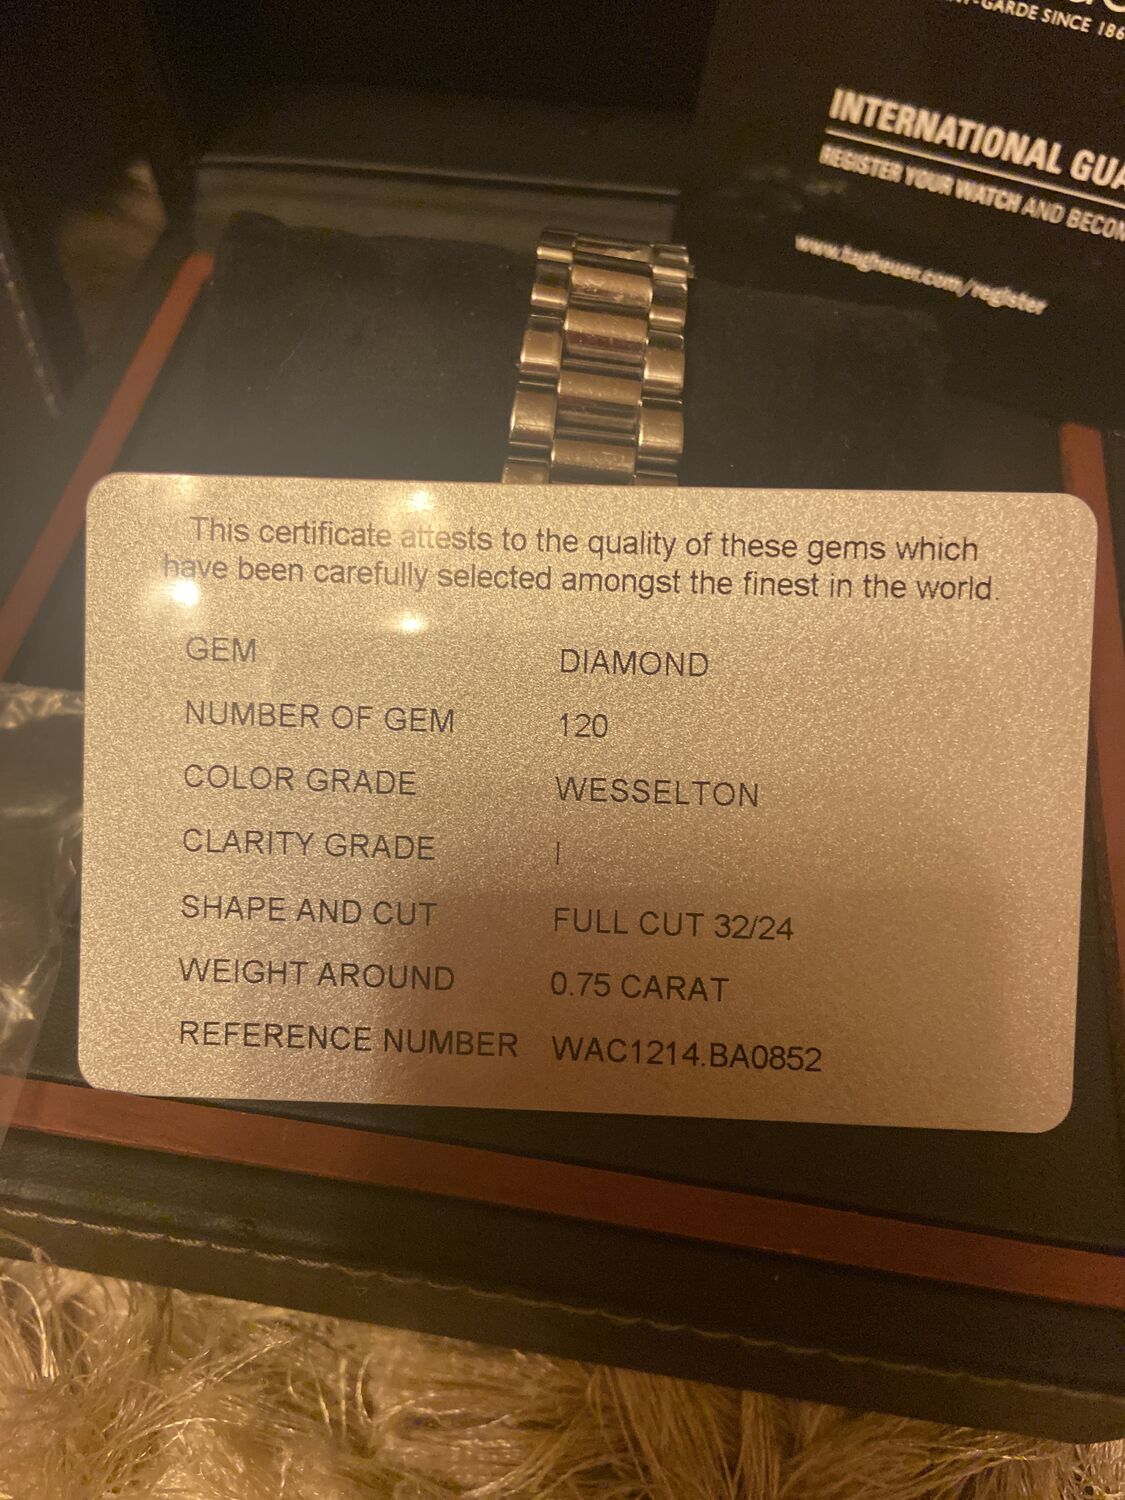 GARDE SINCE 186
INTERNATIONAL GUA
REGISTER YOUR WATCH AND BECOM
www.tagheuer.com/register
This certificate attests to the quality of these gems which
have been carefully selected amongst the finest in the world.
GEM DIAMOND
NUMBER OF GEM 120
COLOR GRADE WESSELTON
CLARITY GRADE I
SHAPE AND CUT FULL CUT 32/24
WEIGHT AROUND 0.75 CARAT
REFERENCE NUMBER WAC1214.BA0852